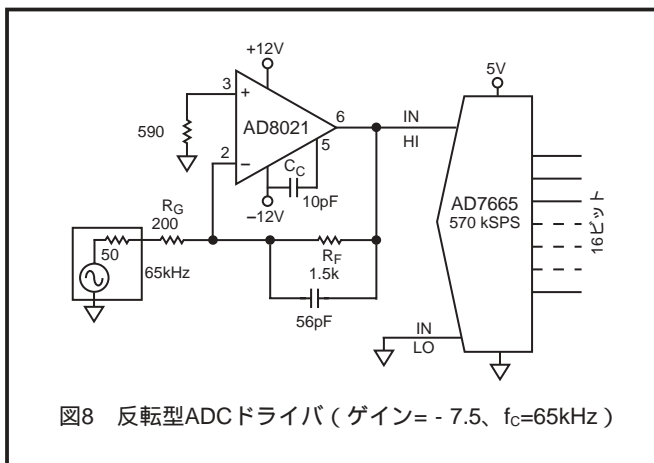 +12V
3
+
590
AD8021
6
5
2
−
C_C
10pF
−12V
R_G
200
50
65kHz
R_F
1.5k
56pF
IN
HI
5V
AD7665
570 kSPS
16ビット
IN
LO
図8 反転型ADCドライバ(ゲイン= - 7.5、f_C=65kHz)